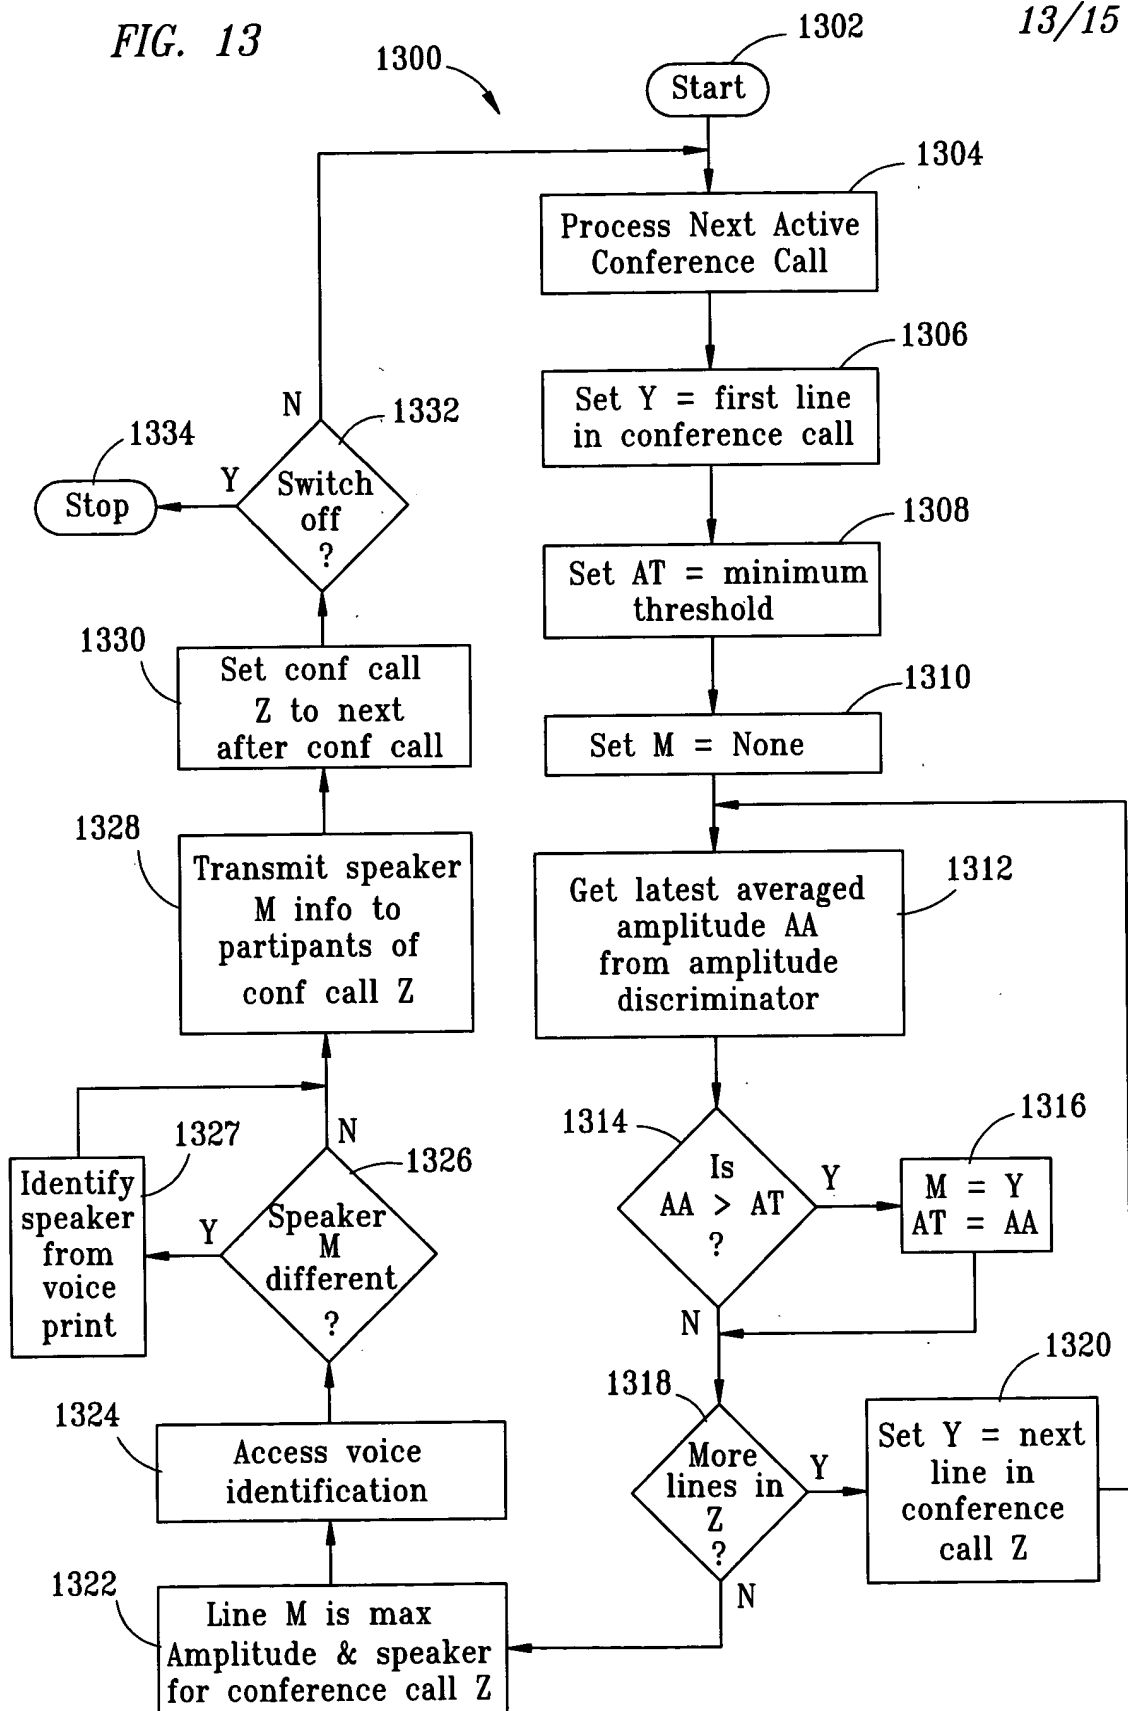 FIG. 13
13/15
1300
1302
Start
1304
Process Next Active
Conference Call
1306
Set Y = first line
in conference call
1308
Set AT = minimum
threshold
1310
Set M = None
1312
Get latest averaged
amplitude AA
from amplitude
discriminator
1314
Is
AA > AT
?
Y
N
1316
M = Y
AT = AA
1318
More
lines in
Z
?
Y
N
1320
Set Y = next
line in
conference
call Z
1322
Line M is max
Amplitude & speaker
for conference call Z
1324
Access voice
identification
1326
Speaker
M
different
?
Y
N
1327
Identify
speaker
from
voice
print
1328
Transmit speaker
M info to
partipants of
conf call Z
1330
Set conf call
Z to next
after conf call
1332
Switch
off
?
N
Y
1334
Stop